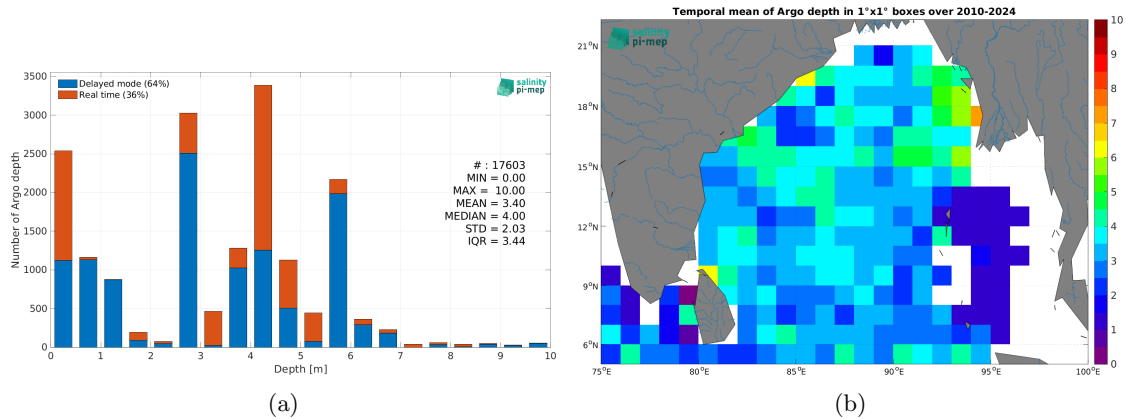 Delayed mode (64%)
Real time (36%)
salinity
pi-mep
# : 17603
MIN = 0.00
MAX = 10.00
MEAN = 3.40
MEDIAN = 4.00
STD = 2.03
IQR = 3.44
Number of Argo depth
3500
3000
2500
2000
1500
1000
500
0
0 1 2 3 4 5 6 7 8 9 10
Depth [m]
(a)
Temporal mean of Argo depth in 1°x1° boxes over 2010-2024
salinity
pi-mep
21°N
18°N
15°N
12°N
9°N
6°N
75°E 80°E 85°E 90°E 95°E 100°E
10
9
8
7
6
5
4
3
2
1
0
(b)